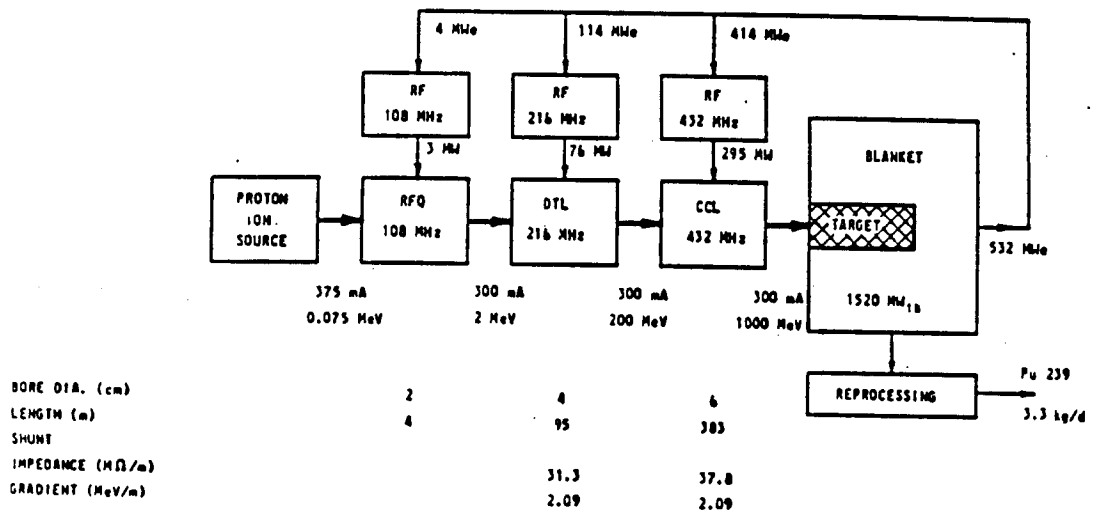 4 MWe 114 MWe 414 MWe
RF
108 MHz
RF
216 MHz
RF
432 MHz
3 MW 76 MW 295 MW
PROTON
ION.
SOURCE
RFQ
108 MHz
DTL
216 MHz
CCL
432 MHz
BLANKET
TARGET
1520 MW_th
532 MWe
375 mA
0.075 MeV
300 mA
2 MeV
300 mA
200 MeV
300 mA
1000 MeV
REPROCESSING
Pu 239
3.3 kg/d
BORE DIA. (cm) 2 4 6
LENGTH (m) 4 95 383
SHUNT
IMPEDANCE (MΩ/m) 31.3 37.8
GRADIENT (MeV/m) 2.09 2.09